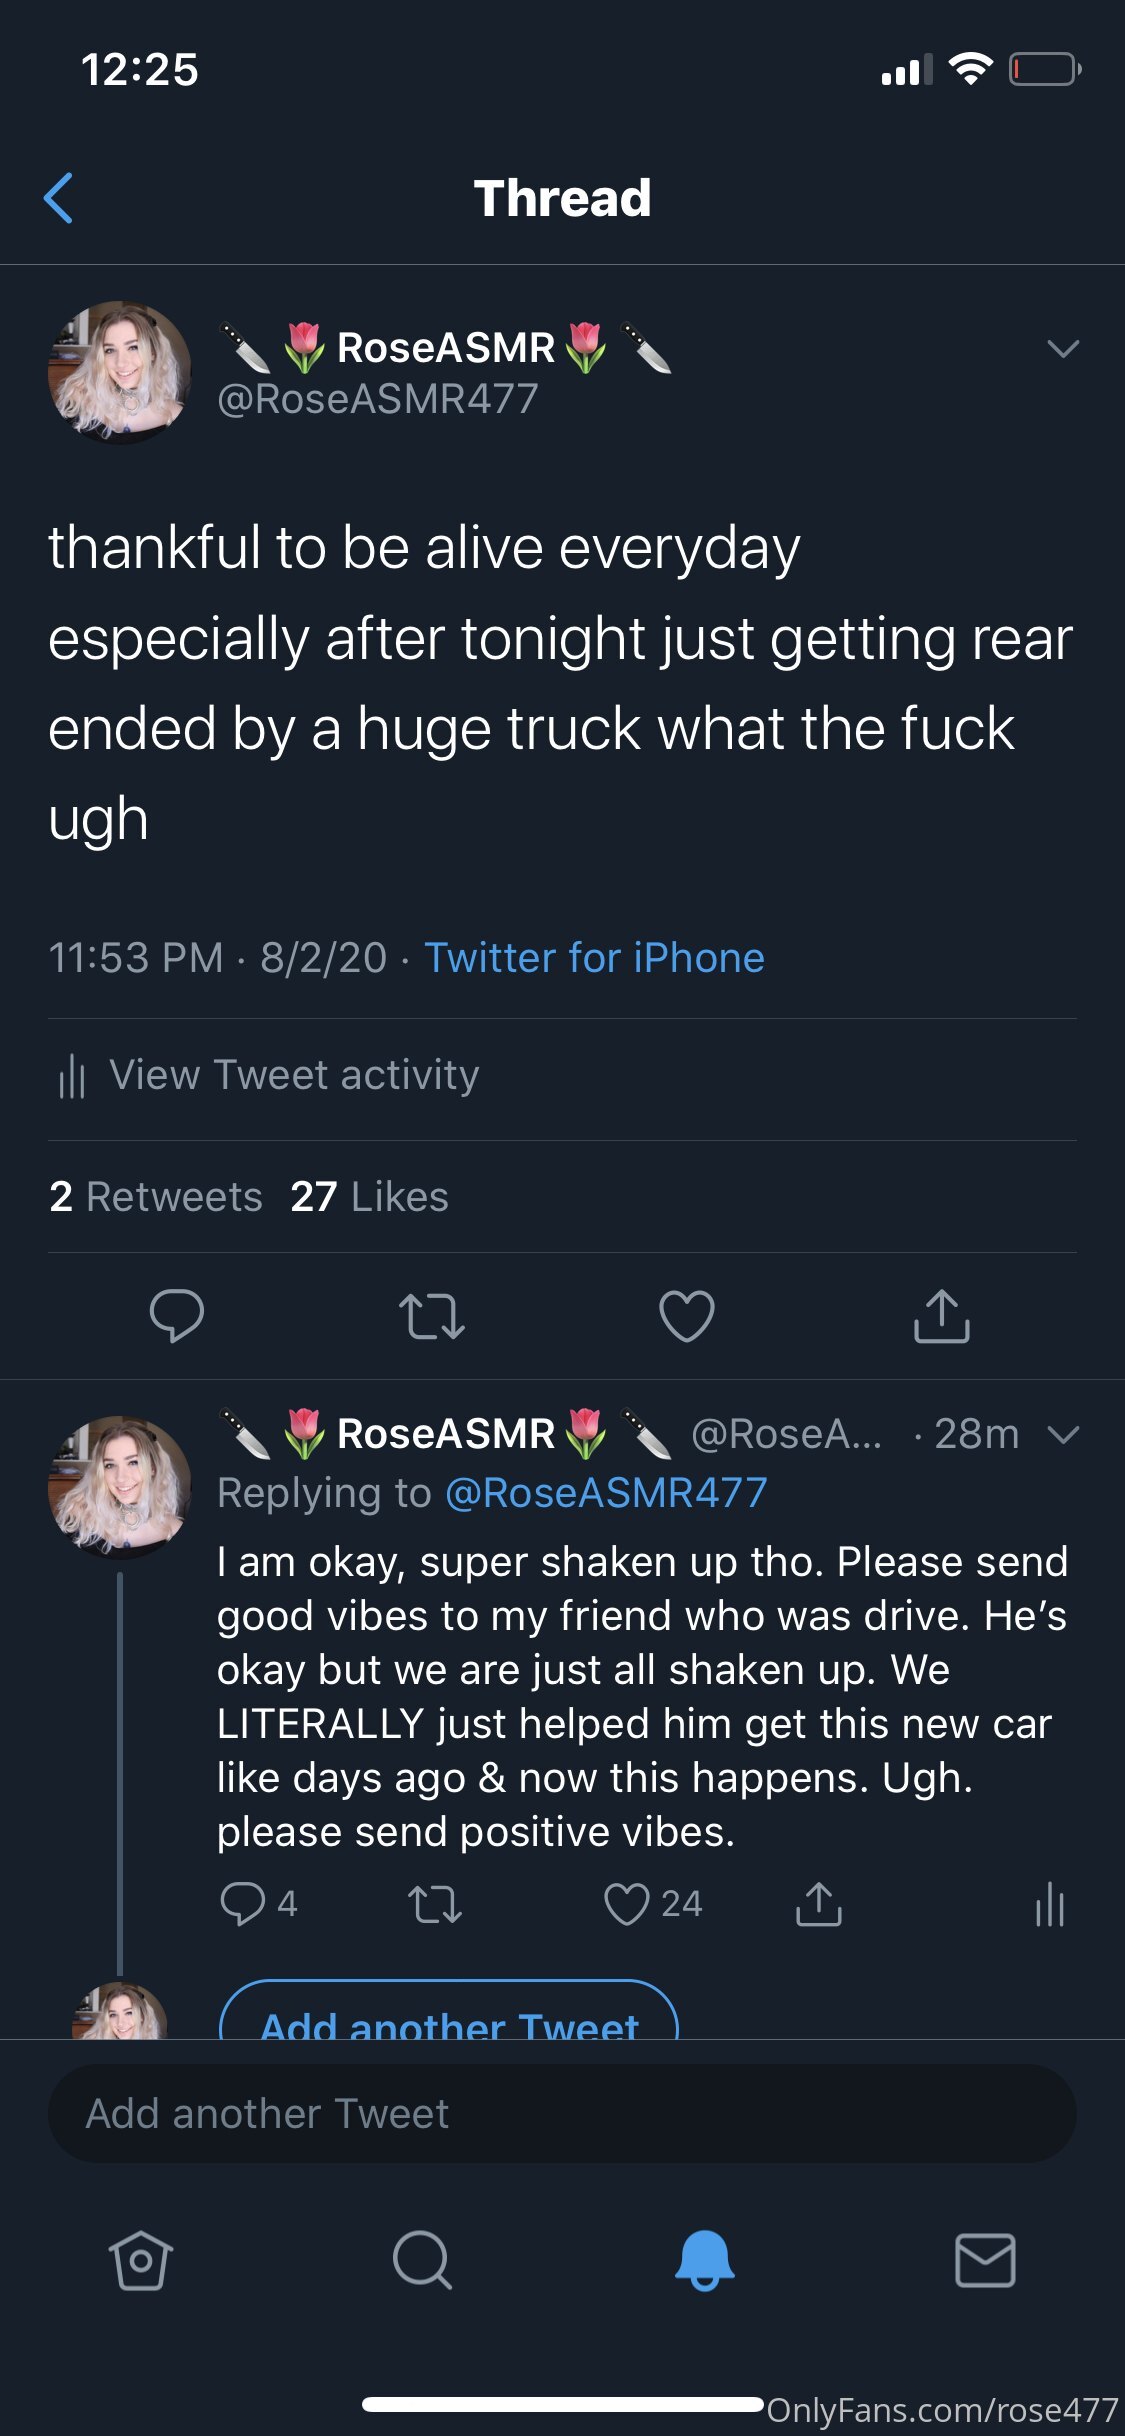 12:25
Thread
🔪🌷RoseASMR🌷🔪
@RoseASMR477
thankful to be alive everyday
especially after tonight just getting rear
ended by a huge truck what the fuck
ugh
11:53 PM · 8/2/20 · Twitter for iPhone
View Tweet activity
2 Retweets 27 Likes
🔪🌷RoseASMR🌷🔪 @RoseA... · 28m
Replying to @RoseASMR477
I am okay, super shaken up tho. Please send
good vibes to my friend who was drive. He’s
okay but we are just all shaken up. We
LITERALLY just helped him get this new car
like days ago & now this happens. Ugh.
please send positive vibes.
4 24
Add another Tweet
Add another Tweet
OnlyFans.com/rose477